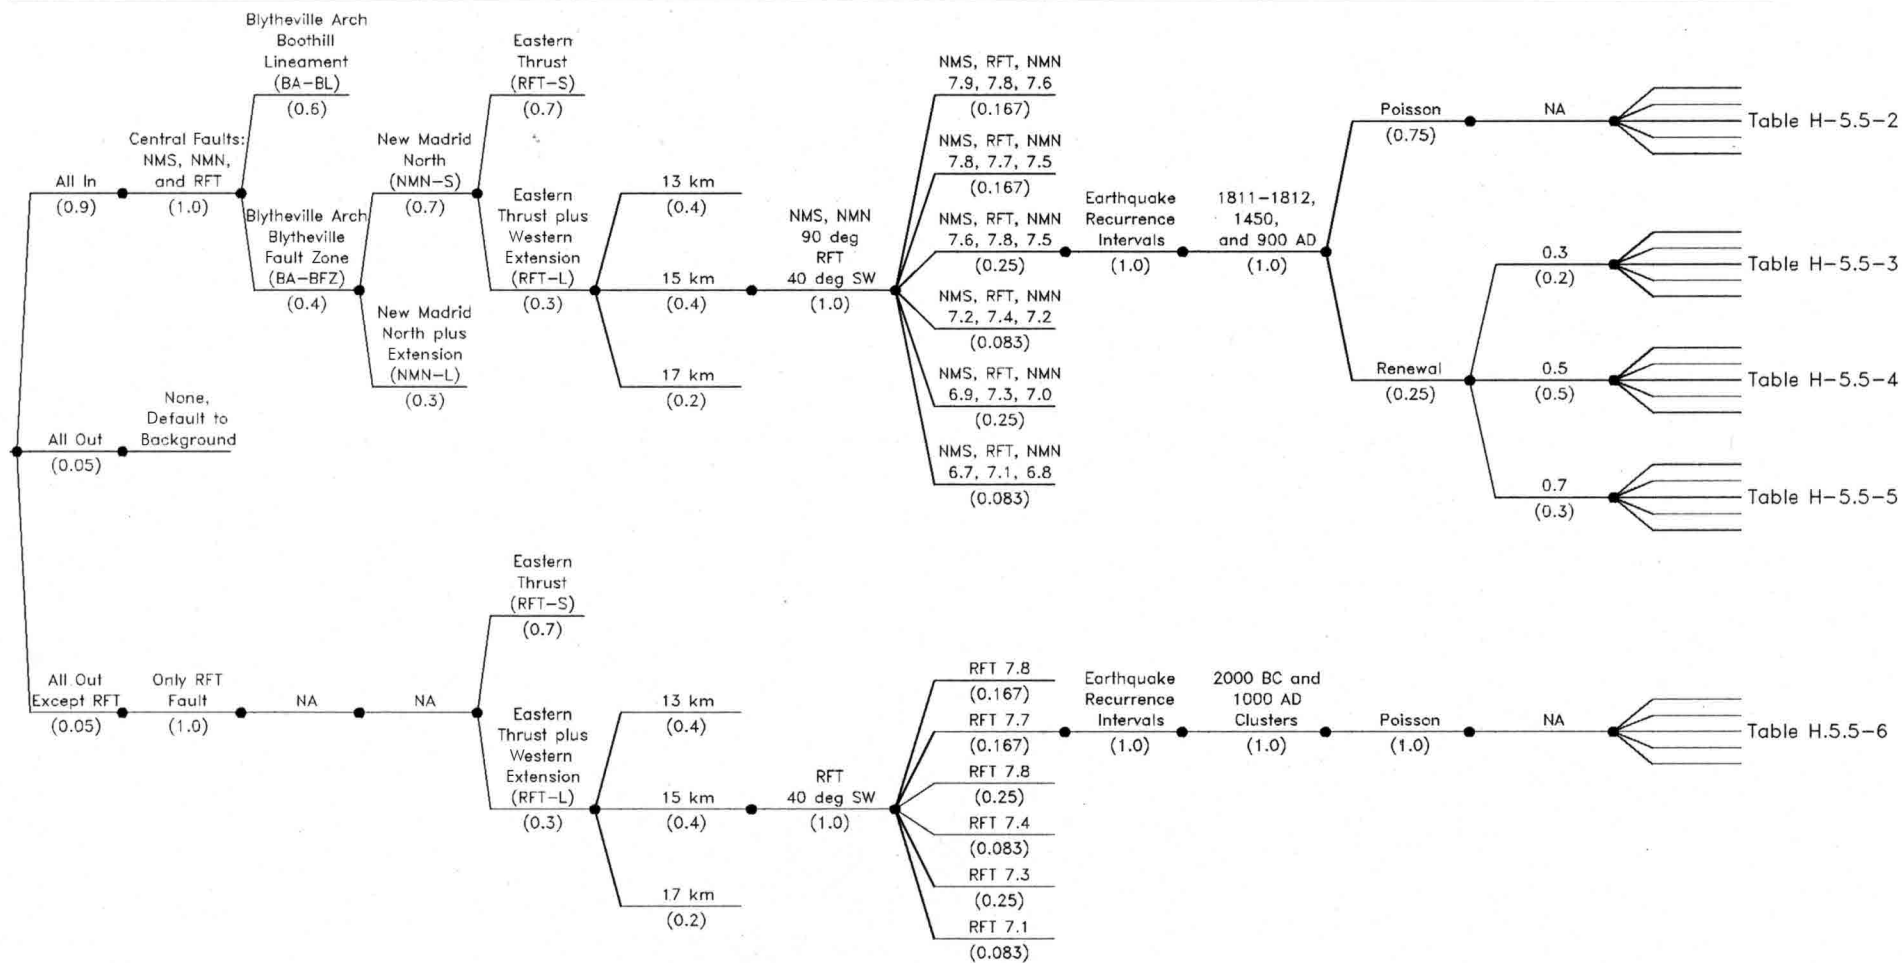 Blytheville Arch
Boothill
Lineament
(BA-BL)
(0.6)
Eastern
Thrust
(RFT-S)
(0.7)
Central Faults:
NMS, NMN,
and RFT
(1.0)
All In
(0.9)
New Madrid
North
(NMN-S)
(0.7)
Blytheville Arch
Blytheville
Fault Zone
(BA-BFZ)
(0.4)
Eastern
Thrust plus
Western
Extension
(RFT-L)
(0.3)
New Madrid
North plus
Extension
(NMN-L)
(0.3)
13 km
(0.4)
15 km
(0.4)
17 km
(0.2)
NMS, NMN
90 deg
RFT
40 deg SW
(1.0)
NMS, RFT, NMN
7.9, 7.8, 7.6
(0.167)
NMS, RFT, NMN
7.8, 7.7, 7.5
(0.167)
NMS, RFT, NMN
7.6, 7.8, 7.5
(0.25)
NMS, RFT, NMN
7.2, 7.4, 7.2
(0.083)
NMS, RFT, NMN
6.9, 7.3, 7.0
(0.25)
NMS, RFT, NMN
6.7, 7.1, 6.8
(0.083)
Earthquake
Recurrence
Intervals
(1.0)
1811-1812,
1450,
and 900 AD
(1.0)
Poisson
(0.75)
NA
Table H-5.5-2
Renewal
(0.25)
0.3
(0.2)
Table H-5.5-3
0.5
(0.5)
Table H-5.5-4
0.7
(0.3)
Table H-5.5-5
All Out
(0.05)
None,
Default to
Background
All Out
Except RFT
(0.05)
Only RFT
Fault
(1.0)
NA
NA
Eastern
Thrust
(RFT-S)
(0.7)
Eastern
Thrust plus
Western
Extension
(RFT-L)
(0.3)
13 km
(0.4)
15 km
(0.4)
17 km
(0.2)
RFT
40 deg SW
(1.0)
RFT 7.8
(0.167)
RFT 7.7
(0.167)
RFT 7.8
(0.25)
RFT 7.4
(0.083)
RFT 7.3
(0.25)
RFT 7.1
(0.083)
Earthquake
Recurrence
Intervals
(1.0)
2000 BC and
1000 AD
Clusters
(1.0)
Poisson
(1.0)
NA
Table H.5.5-6